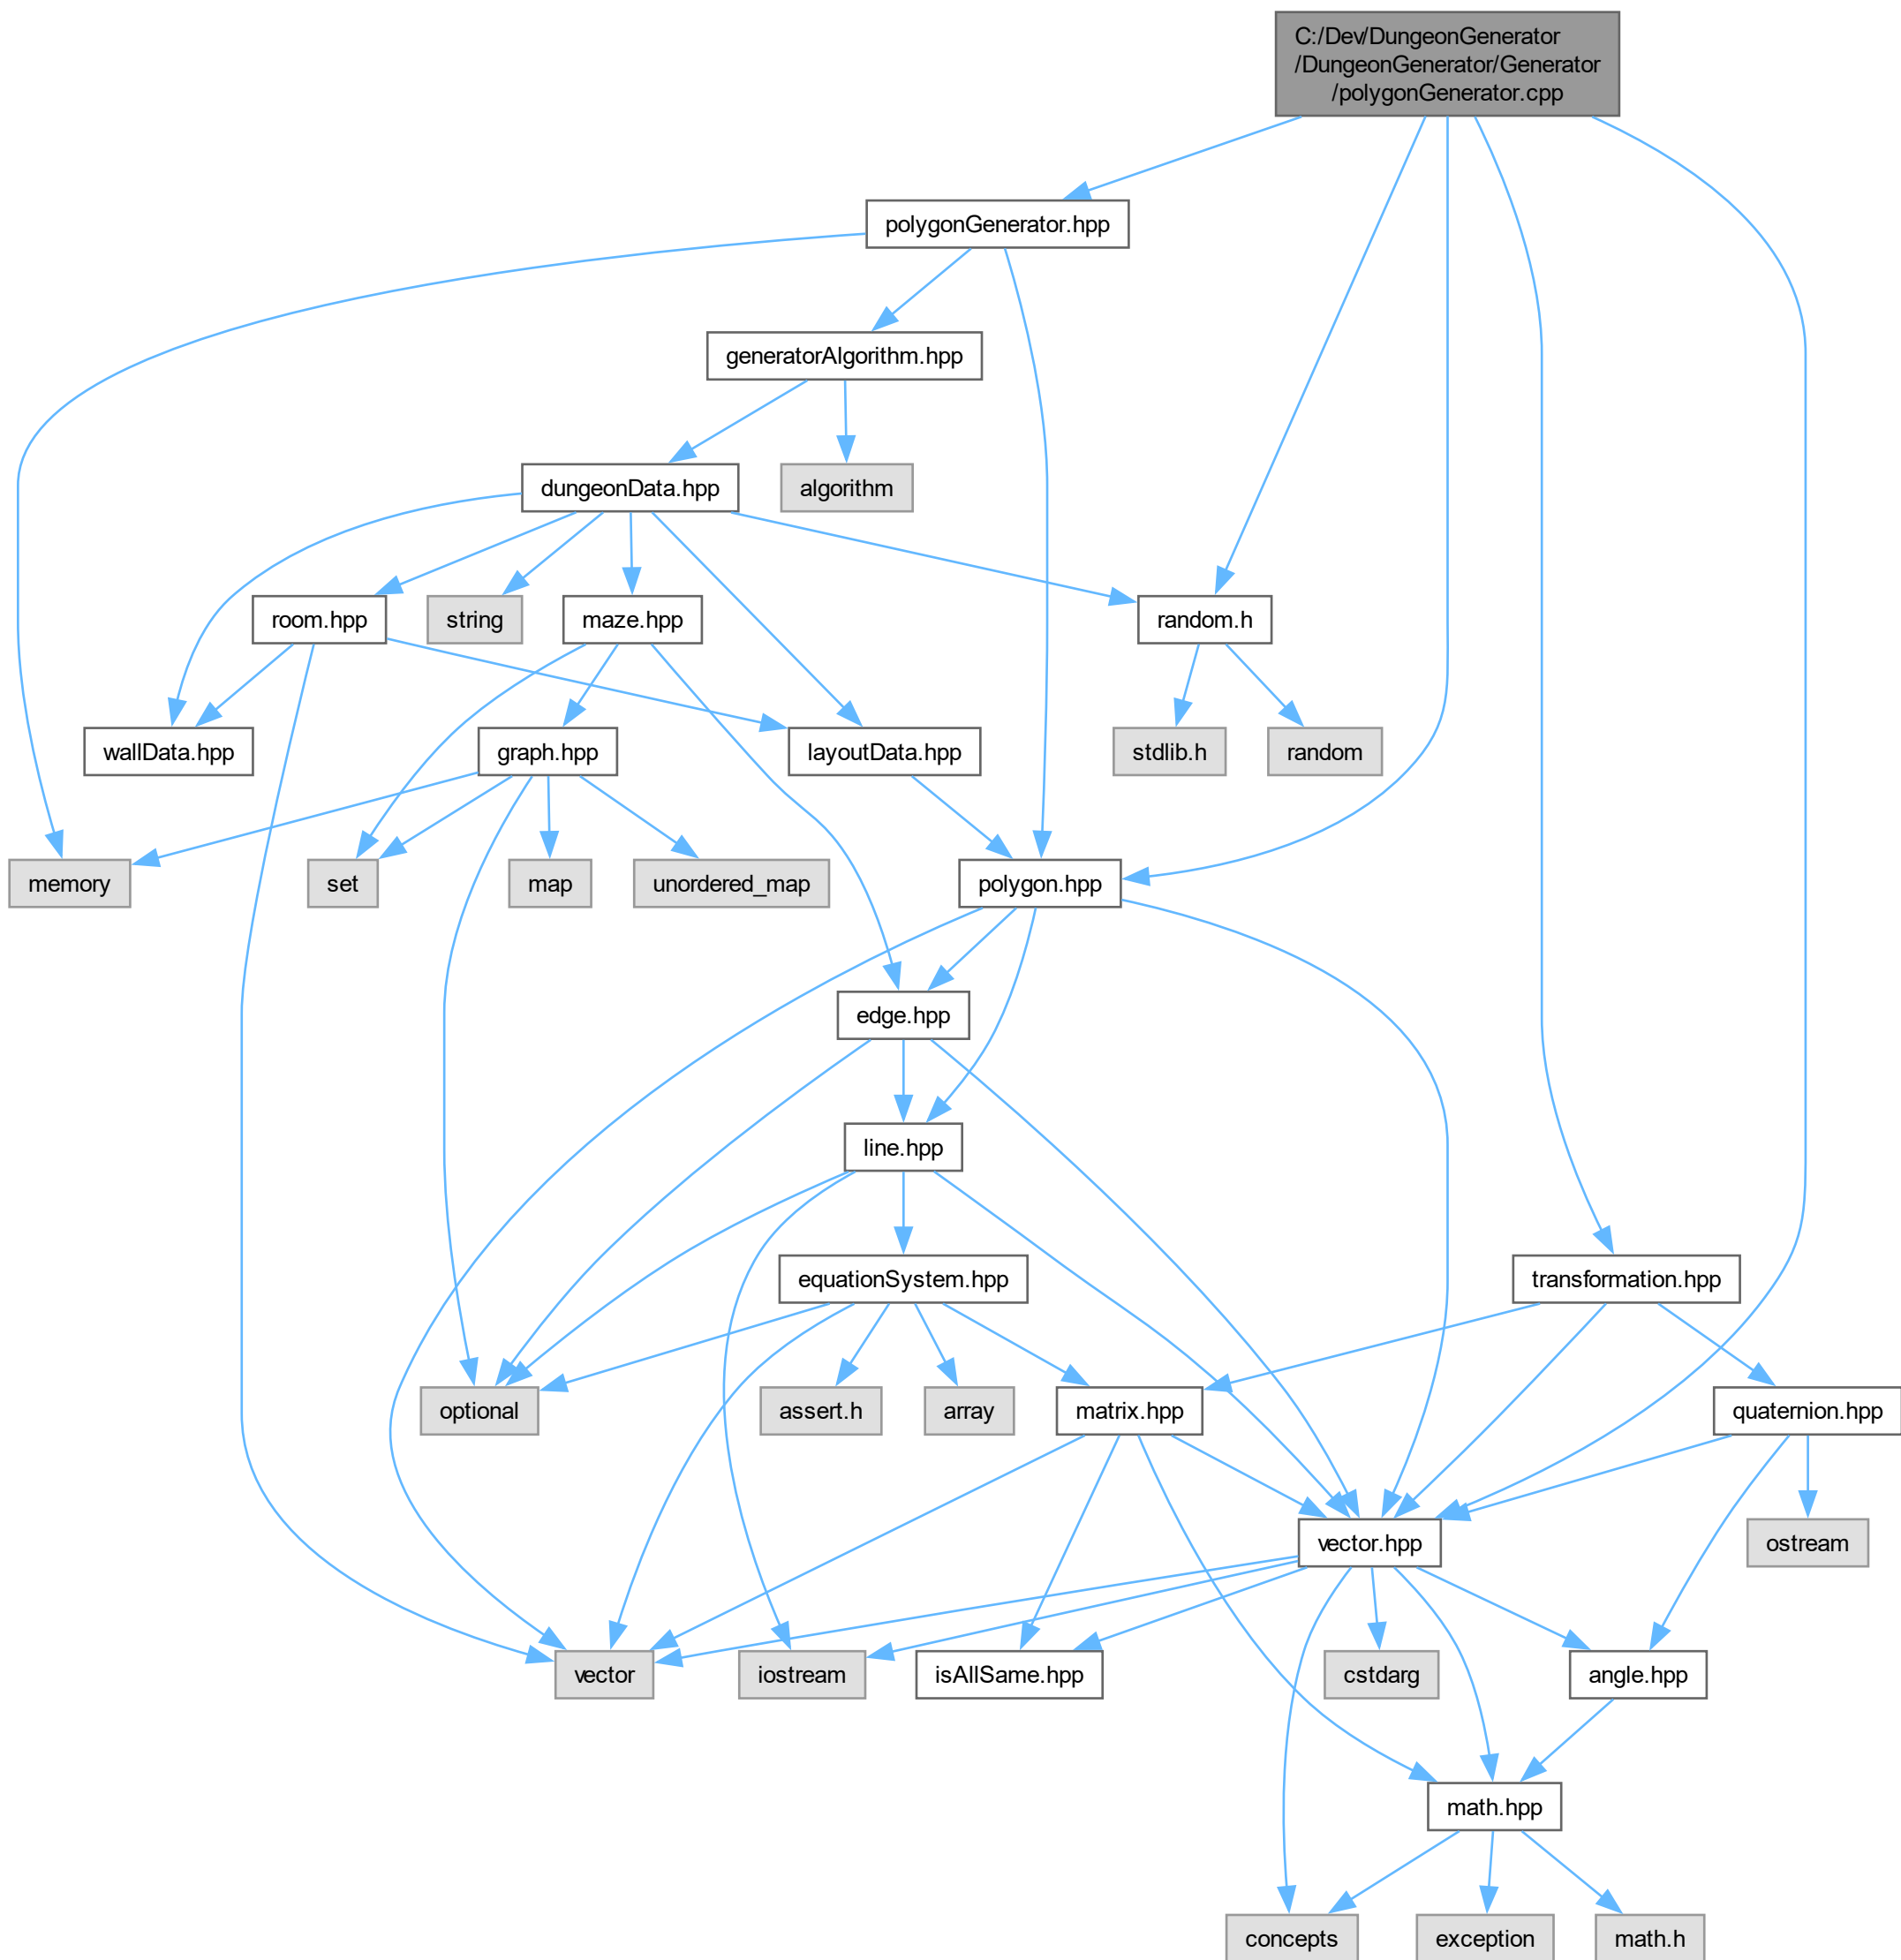 C:/Dev/DungeonGenerator
/DungeonGenerator/Generator
/polygonGenerator.cpp
polygonGenerator.hpp
generatorAlgorithm.hpp
dungeonData.hpp
algorithm
room.hpp
string
maze.hpp
random.h
wallData.hpp
graph.hpp
layoutData.hpp
stdlib.h
random
memory
set
map
unordered_map
polygon.hpp
edge.hpp
line.hpp
equationSystem.hpp
transformation.hpp
optional
assert.h
array
matrix.hpp
quaternion.hpp
vector.hpp
ostream
vector
iostream
isAllSame.hpp
cstdarg
angle.hpp
math.hpp
concepts
exception
math.h